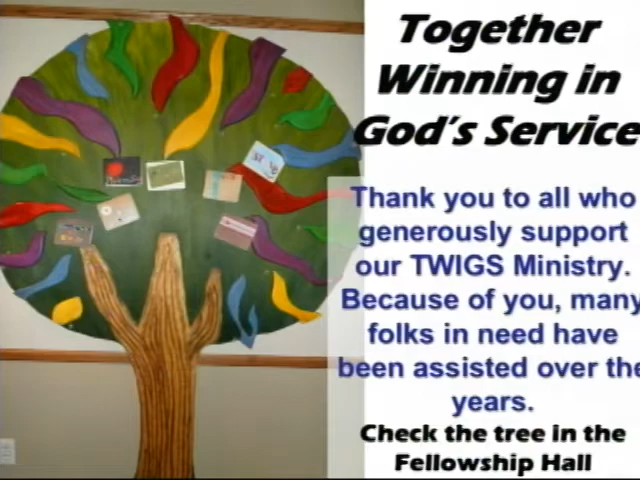 Together
Winning in
God's Service
Thank you to all who
generously support
our TWIGS Ministry.
Because of you, many
folks in need have
been assisted over the
years.
Check the tree in the
Fellowship Hall